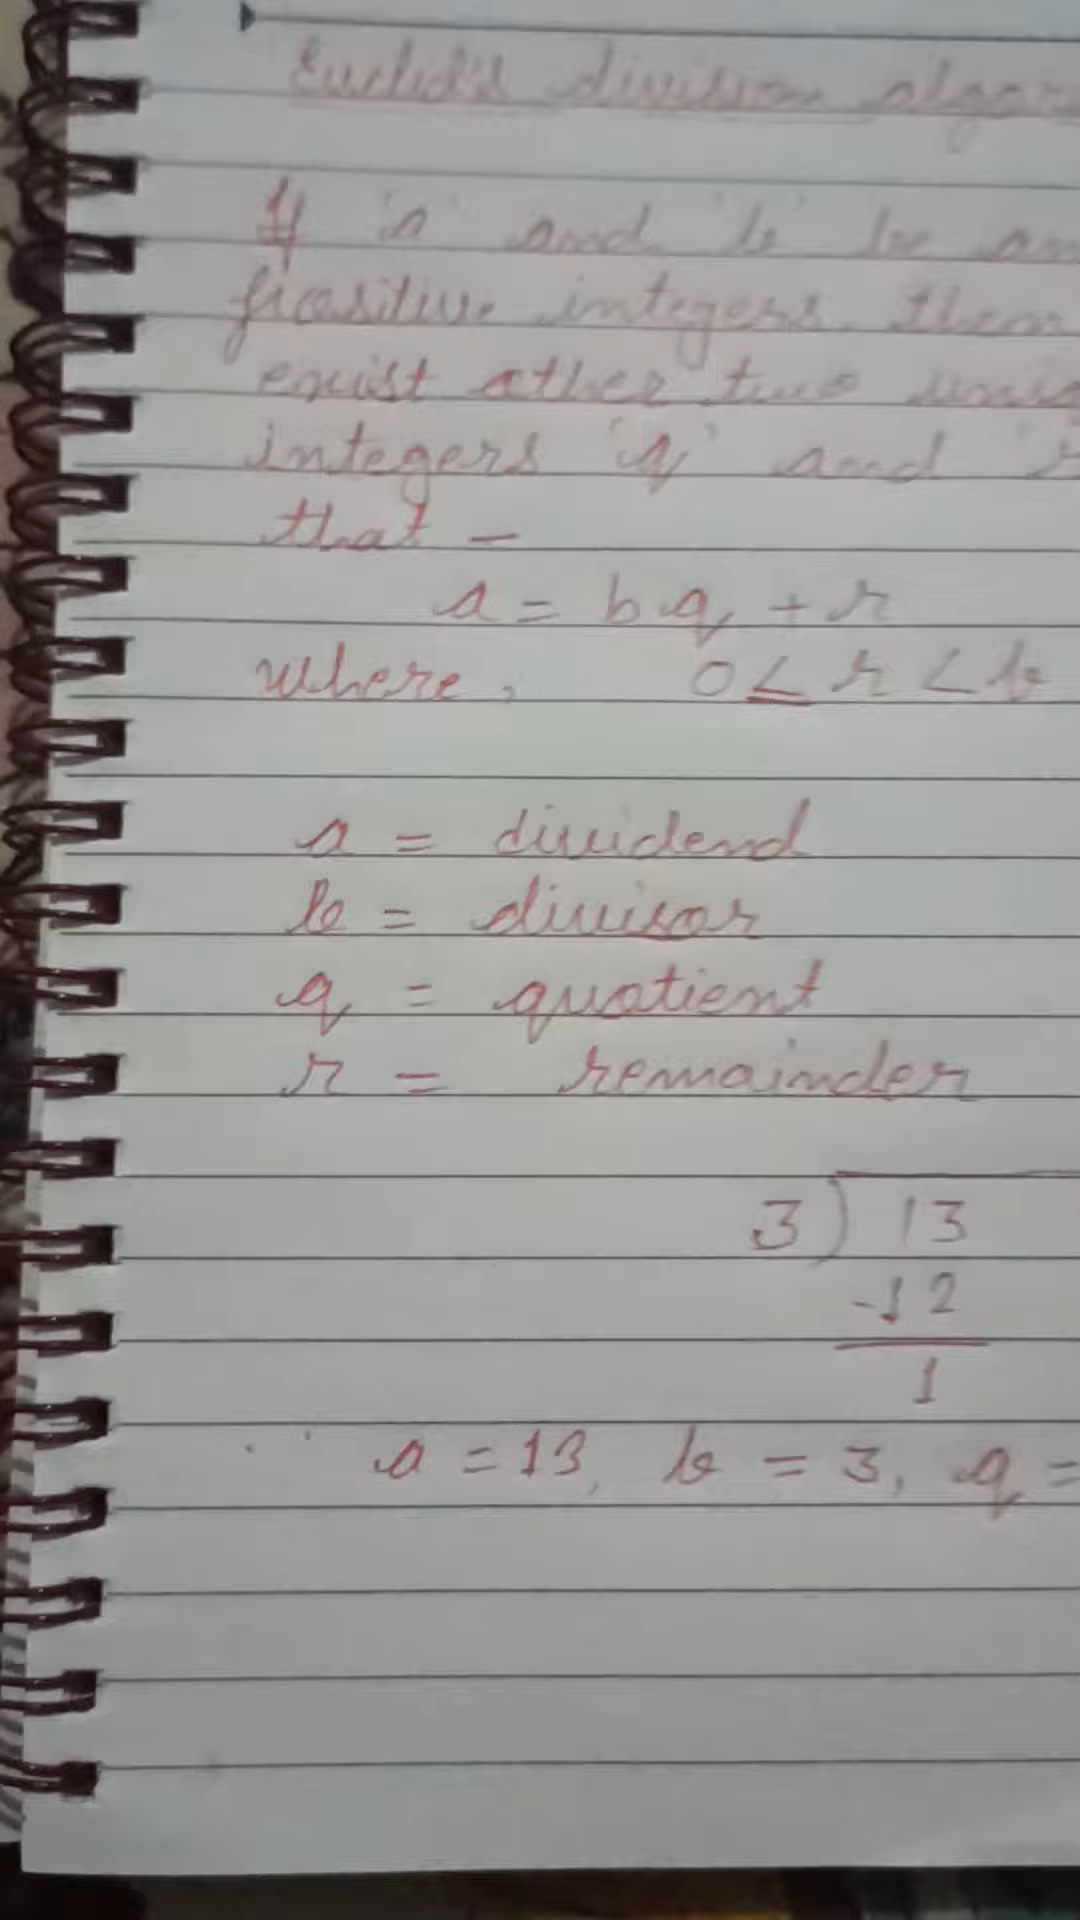 Euclid's division
If 'a' and 'b' be
positive integers
exist other two
integers 'q' and
that -
a = bq + r
where, 0 ≤ r < b
a = dividend
b = divisor
q = quotient
r = remainder
3) 13
-12
1
a = 13, b = 3, q =